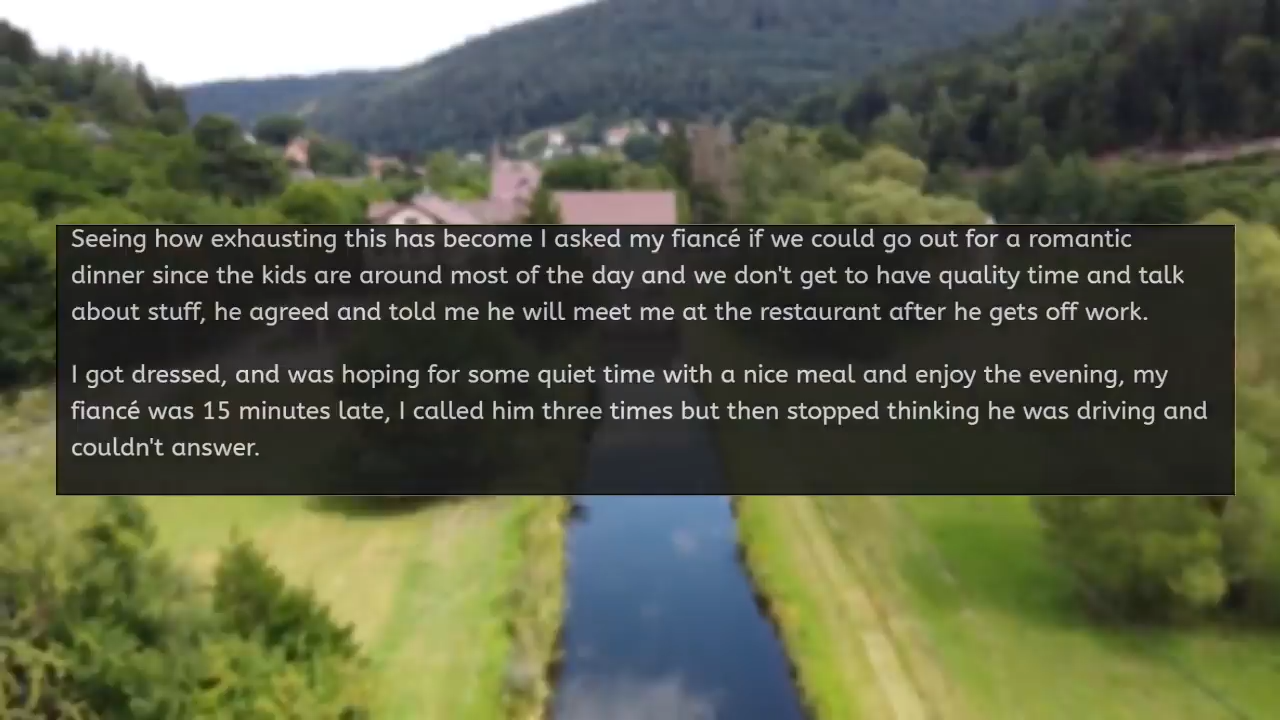 Seeing how exhausting this has become I asked my fiancé if we could go out for a romantic
dinner since the kids are around most of the day and we don't get to have quality time and talk
about stuff, he agreed and told me he will meet me at the restaurant after he gets off work.
I got dressed, and was hoping for some quiet time with a nice meal and enjoy the evening, my
fiancé was 15 minutes late, I called him three times but then stopped thinking he was driving and
couldn't answer.